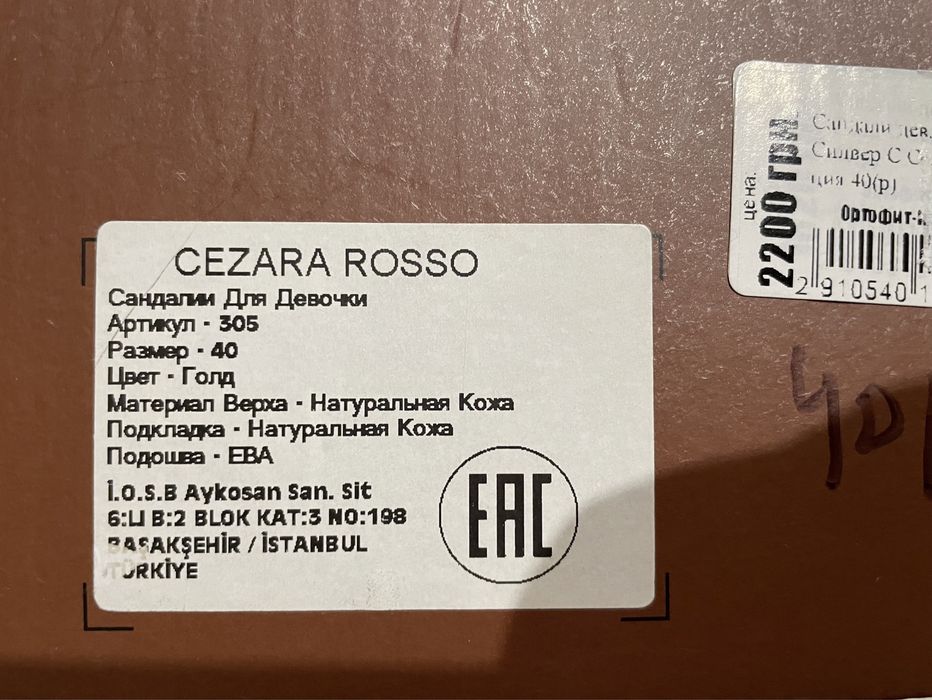 CEZARA ROSSO
Сандалии Для Девочки
Артикул - 305
Размер - 40
Цвет - Голд
Материал Верха - Натуральная Кожа
Подкладка - Натуральная Кожа
Подошва - ЕВА
İ.O.S.B Aykosan San. Sit
6:LI B:2 BLOK KAT:3 NO:198
BAŞAKŞEHİR / İSTANBUL
TÜRKİYE
EAC
цена:
2200 грн.
Сандали дев.
Силвер С
ция 40(р)
Ортофит-
2 910540 1
40